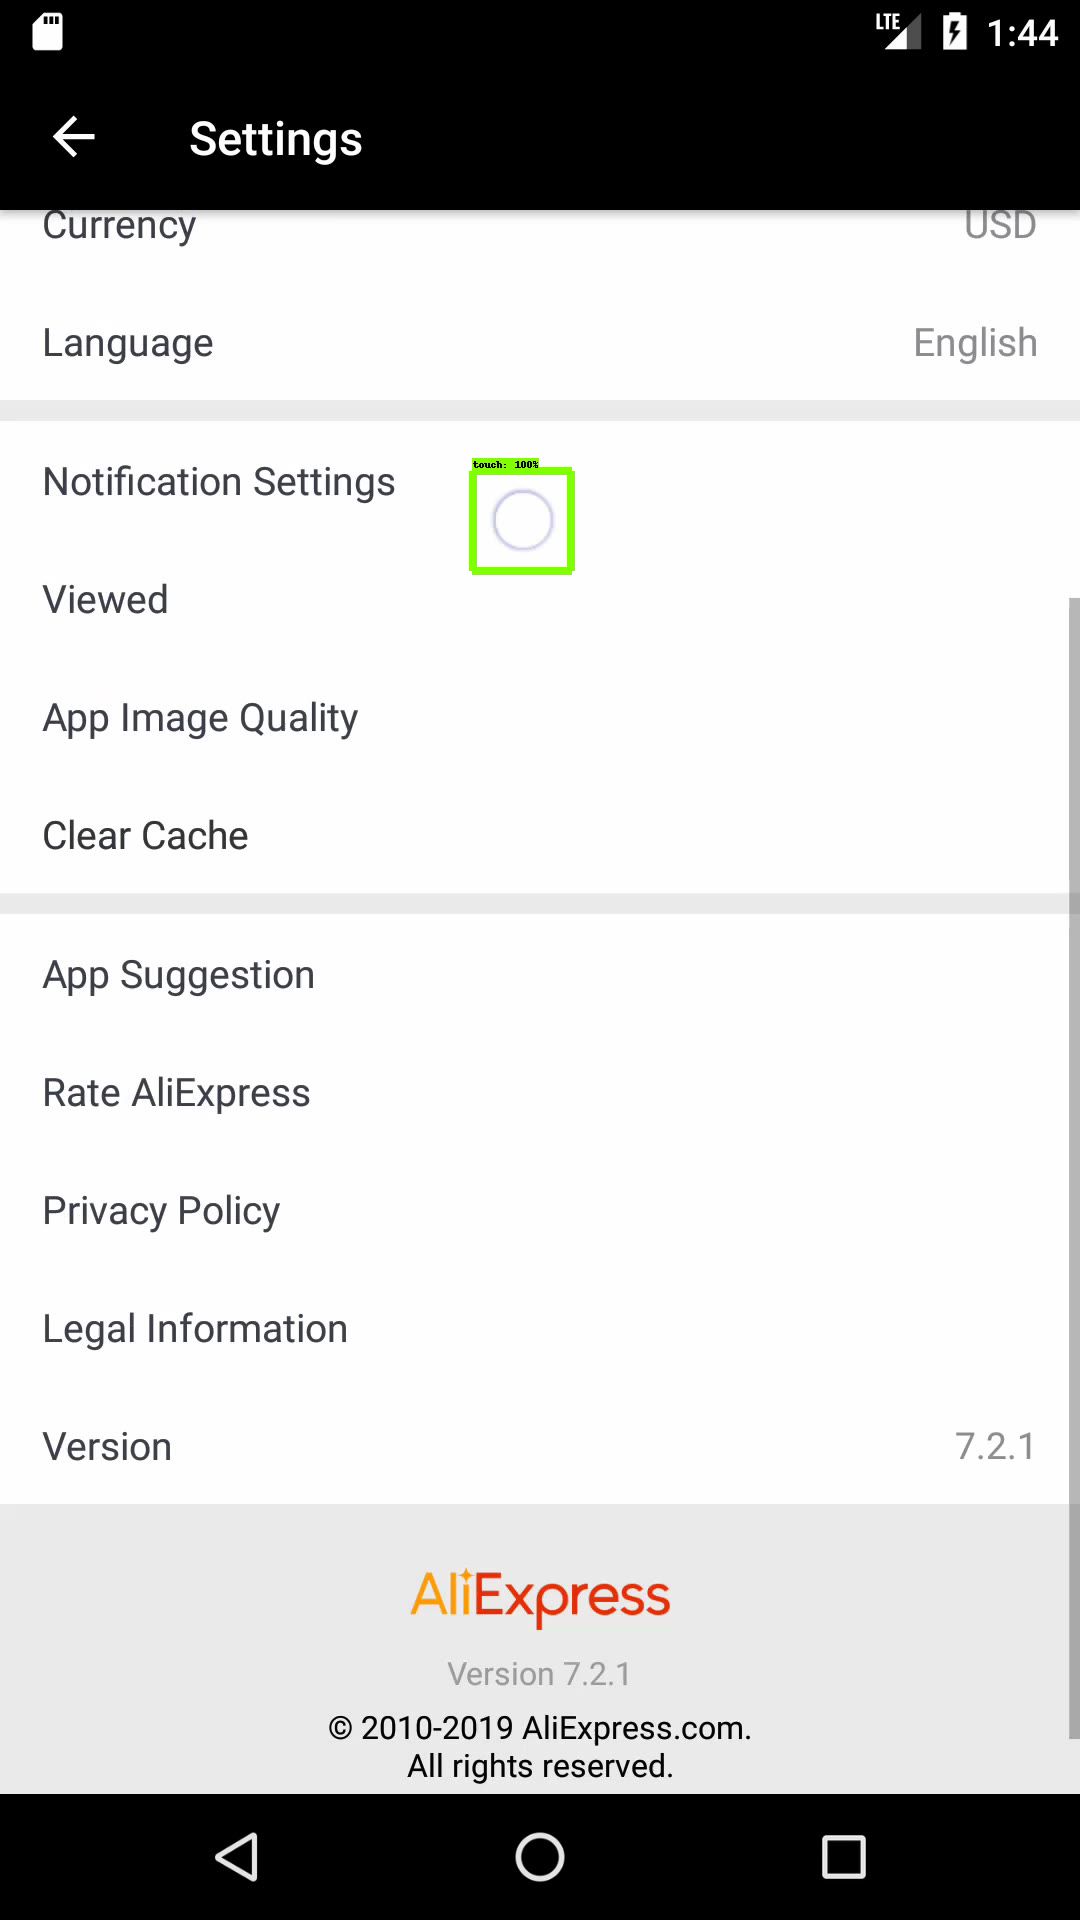 LTE 1:44
Settings
Currency USD
Language English
Notification Settings
touch: 100%
Viewed
App Image Quality
Clear Cache
App Suggestion
Rate AliExpress
Privacy Policy
Legal Information
Version 7.2.1
AliExpress
Version 7.2.1
© 2010-2019 AliExpress.com.
All rights reserved.